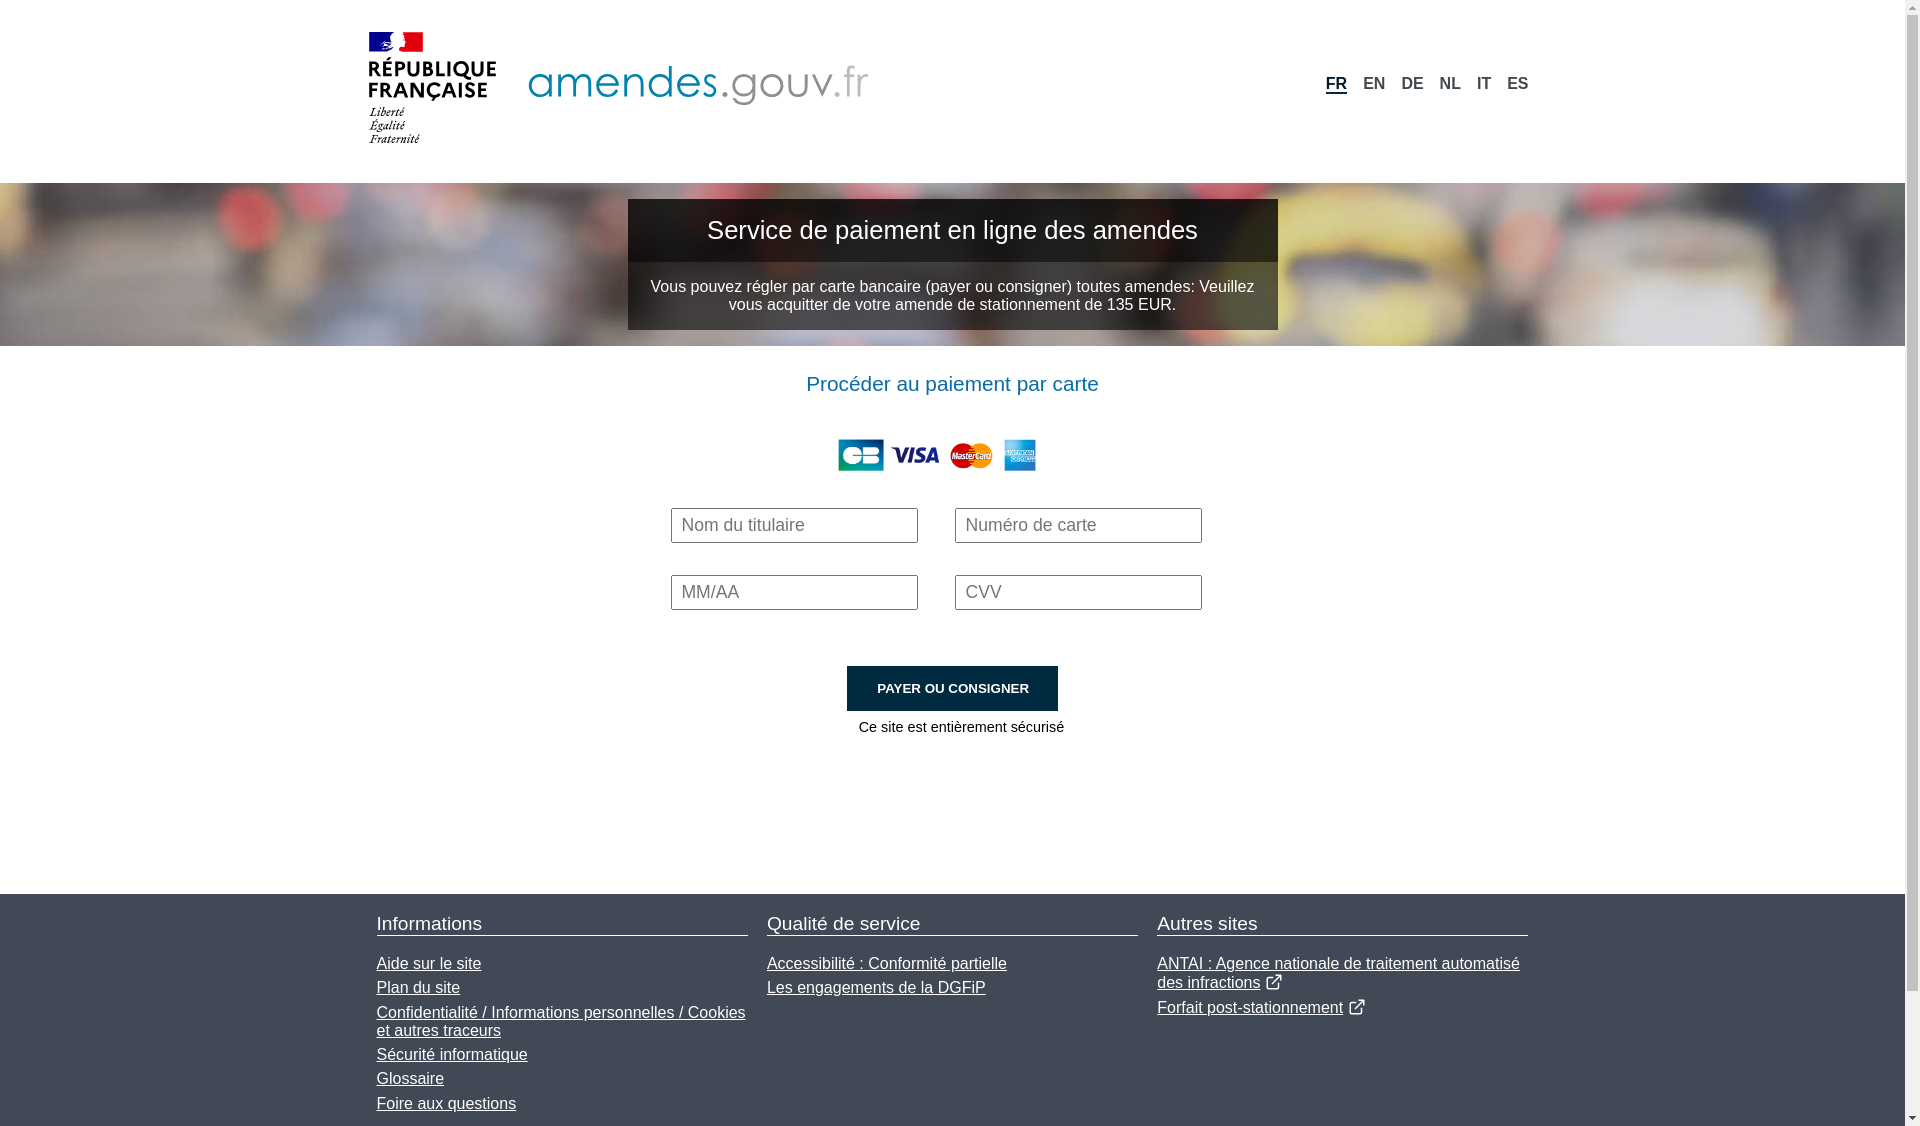 RÉPUBLIQUE
FRANÇAISE
Liberté
Égalité
Fraternité
amendes.gouv.fr
FR EN DE NL IT ES
Service de paiement en ligne des amendes
Vous pouvez régler par carte bancaire (payer ou consigner) toutes amendes: Veuillez
vous acquitter de votre amende de stationnement de 135 EUR.
Procéder au paiement par carte
CB VISA MasterCard AMERICAN EXPRESS
Nom du titulaire Numéro de carte
MM/AA CVV
PAYER OU CONSIGNER
Ce site est entièrement sécurisé
Informations
Aide sur le site
Plan du site
Confidentialité / Informations personnelles / Cookies
et autres traceurs
Sécurité informatique
Glossaire
Foire aux questions
Qualité de service
Accessibilité : Conformité partielle
Les engagements de la DGFiP
Autres sites
ANTAI : Agence nationale de traitement automatisé
des infractions
Forfait post-stationnement